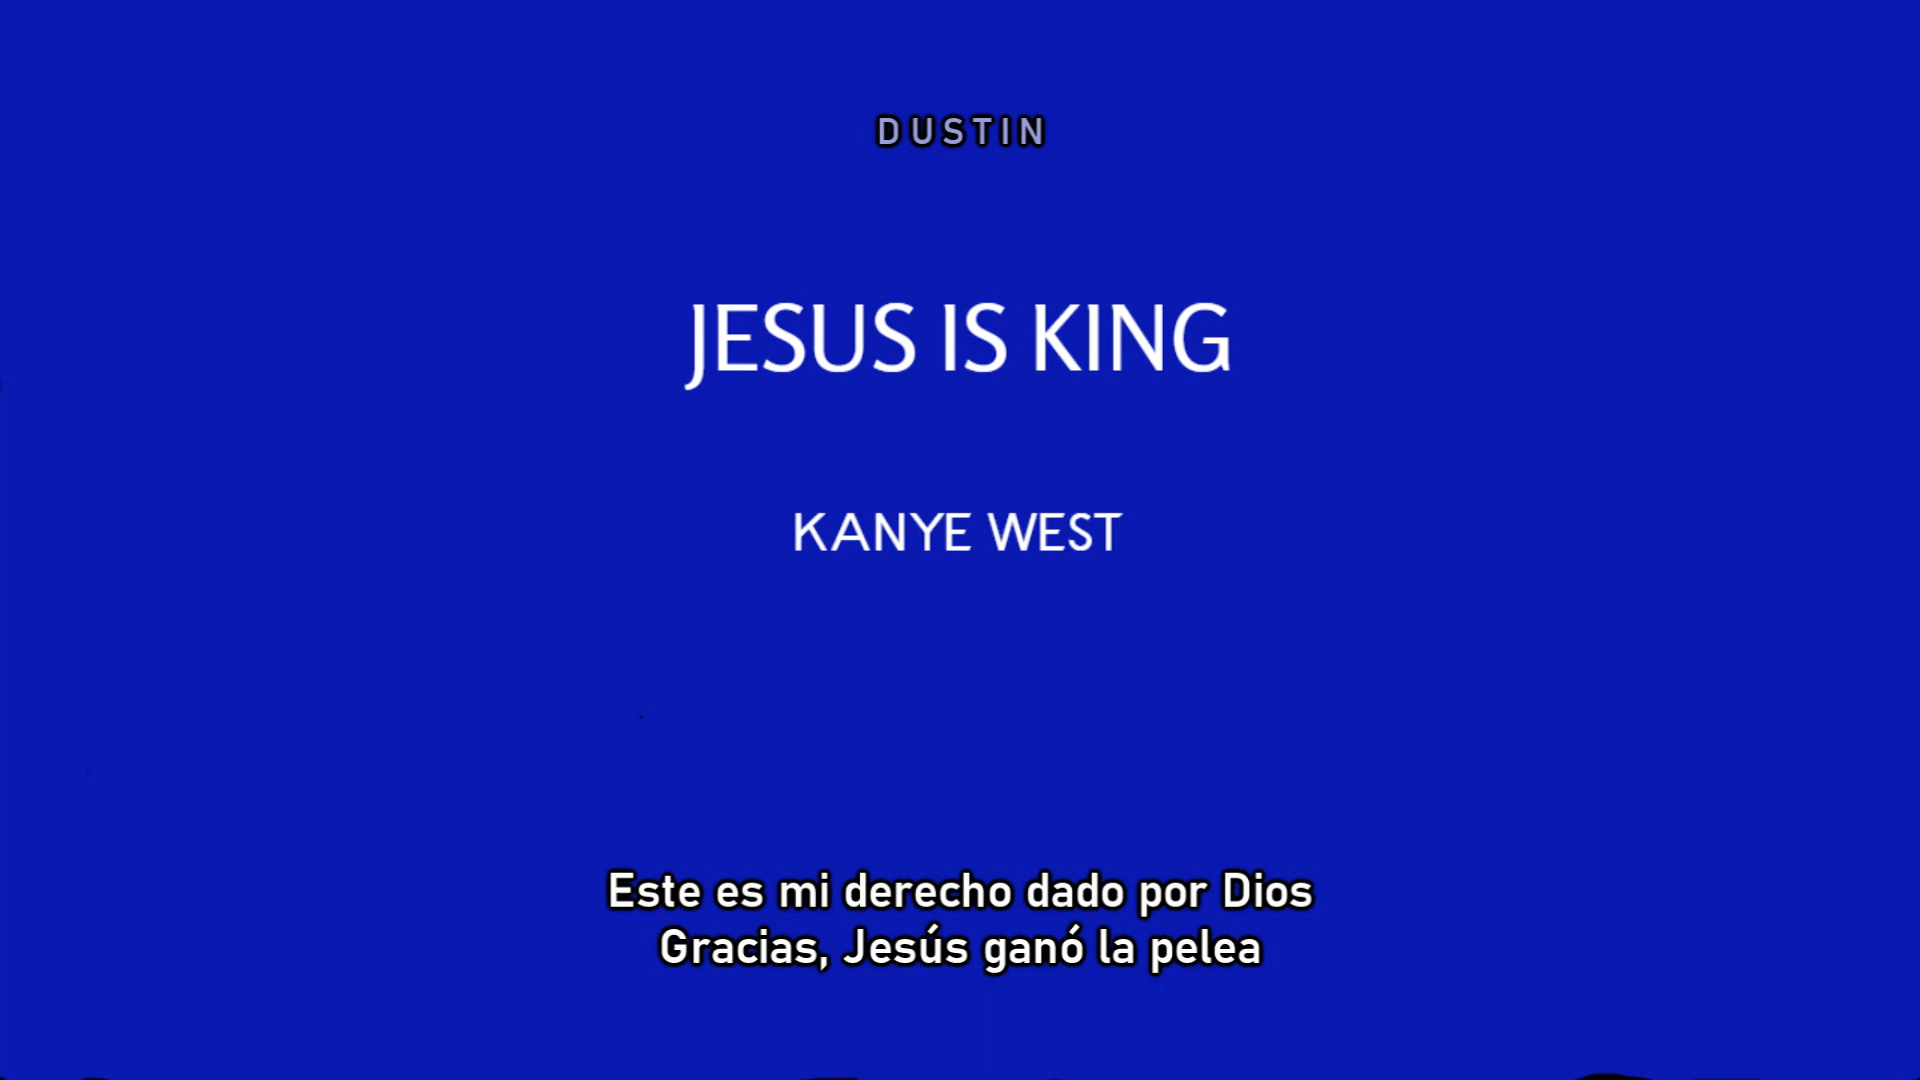 DUSTIN
JESUS IS KING
KANYE WEST
Este es mi derecho dado por Dios
Gracias, Jesús ganó la pelea